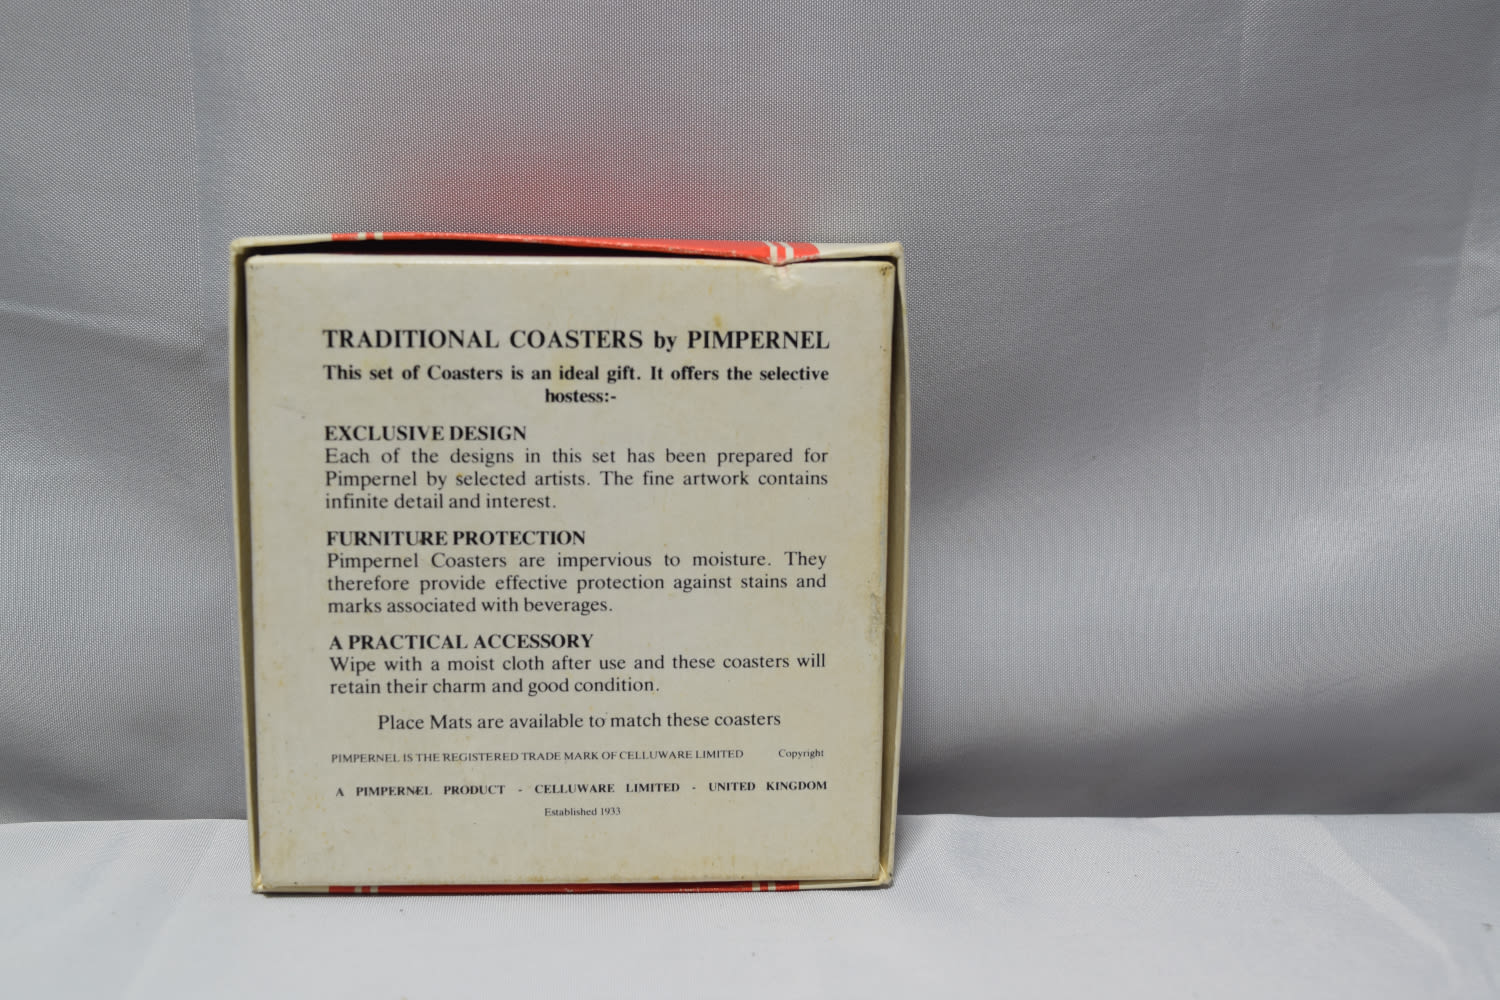 TRADITIONAL COASTERS by PIMPERNEL
This set of Coasters is an ideal gift. It offers the selective
hostess:-
EXCLUSIVE DESIGN
Each of the designs in this set has been prepared for
Pimpernel by selected artists. The fine artwork contains
infinite detail and interest.
FURNITURE PROTECTION
Pimpernel Coasters are impervious to moisture. They
therefore provide effective protection against stains and
marks associated with beverages.
A PRACTICAL ACCESSORY
Wipe with a moist cloth after use and these coasters will
retain their charm and good condition.
Place Mats are available to match these coasters
PIMPERNEL IS THE REGISTERED TRADE MARK OF CELLUWARE LIMITED Copyright
A PIMPERNEL PRODUCT - CELLUWARE LIMITED - UNITED KINGDOM
Established 1933